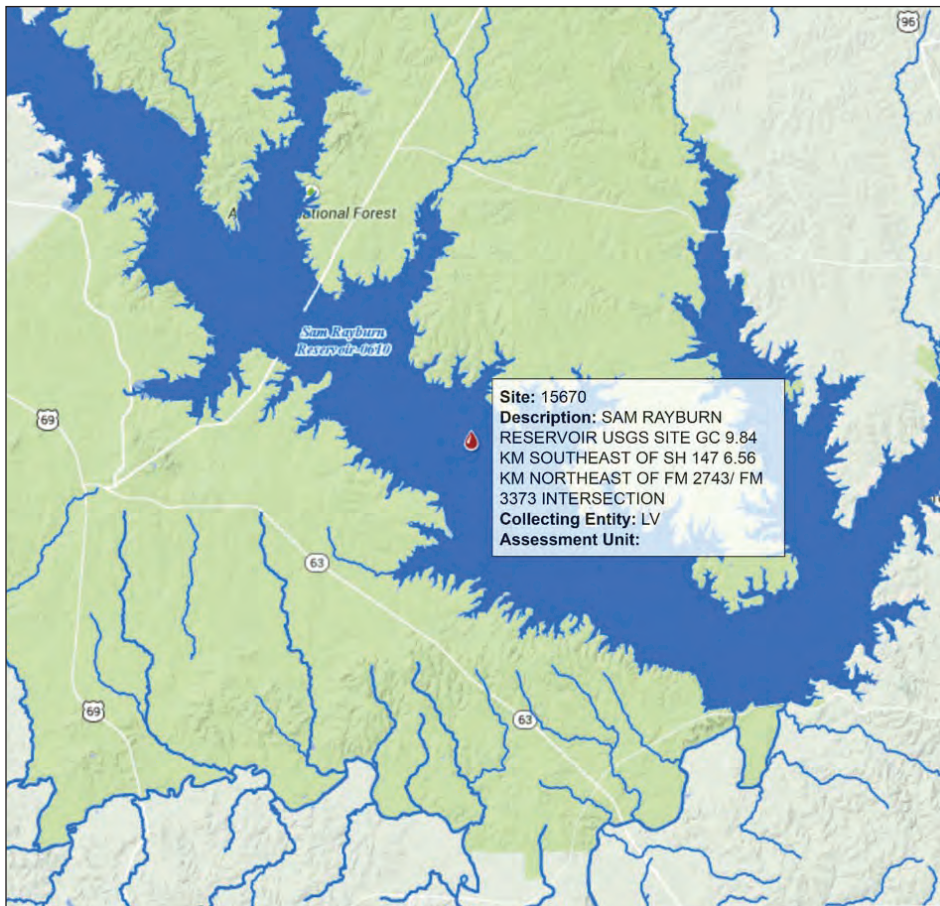 96
A
ational Forest
Sam Rayburn
Reservoir-0610
69
Site: 15670
Description: SAM RAYBURN
RESERVOIR USGS SITE GC 9.84
KM SOUTHEAST OF SH 147 6.56
KM NORTHEAST OF FM 2743/ FM
3373 INTERSECTION
Collecting Entity: LV
Assessment Unit:
63
69
63